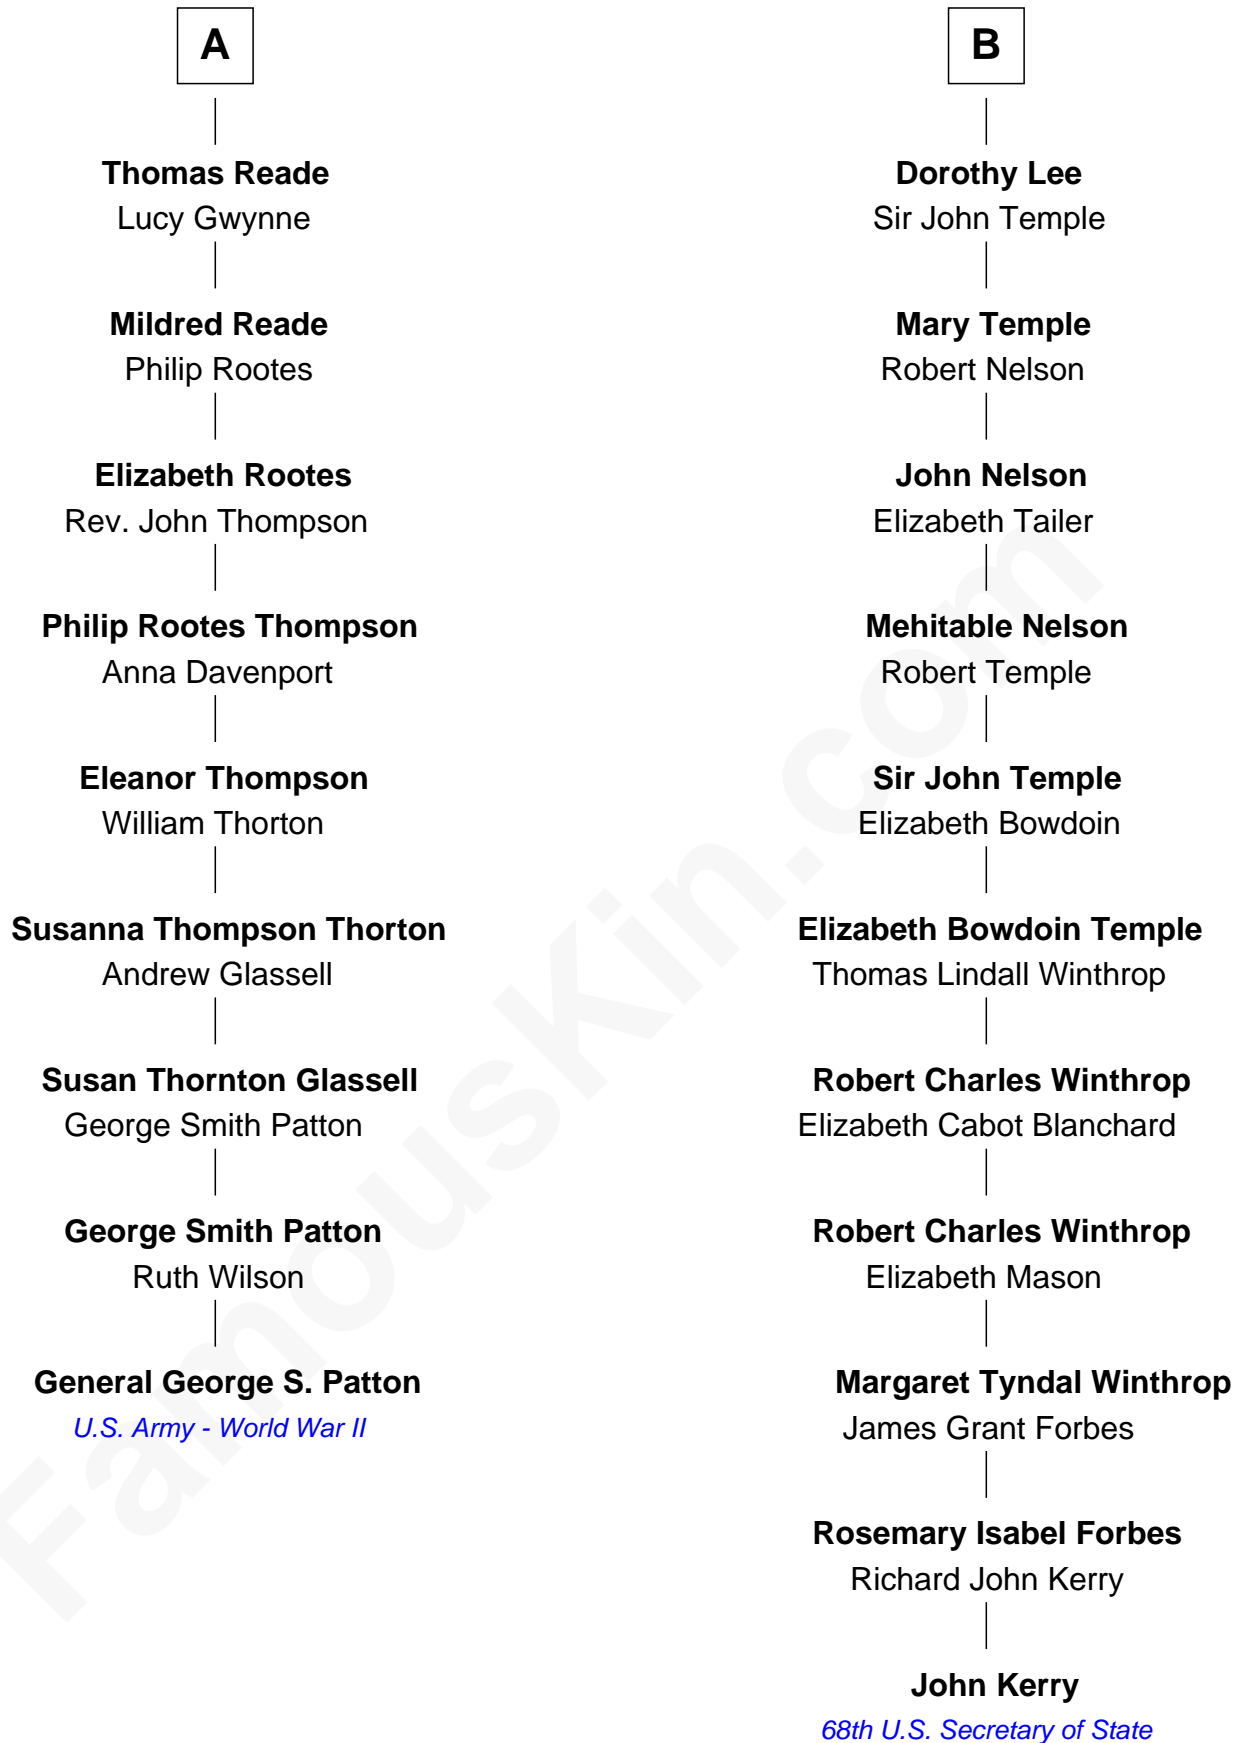 A
Thomas Reade
Lucy Gwynne
Mildred Reade
Philip Rootes
Elizabeth Rootes
Rev. John Thompson
Philip Rootes Thompson
Anna Davenport
Eleanor Thompson
William Thorton
Susanna Thompson Thorton
Andrew Glassell
Susan Thornton Glassell
George Smith Patton
George Smith Patton
Ruth Wilson
General George S. Patton
U.S. Army - World War II
B
Dorothy Lee
Sir John Temple
Mary Temple
Robert Nelson
John Nelson
Elizabeth Tailer
Mehitable Nelson
Robert Temple
Sir John Temple
Elizabeth Bowdoin
Elizabeth Bowdoin Temple
Thomas Lindall Winthrop
Robert Charles Winthrop
Elizabeth Cabot Blanchard
Robert Charles Winthrop
Elizabeth Mason
Margaret Tyndal Winthrop
James Grant Forbes
Rosemary Isabel Forbes
Richard John Kerry
John Kerry
68th U.S. Secretary of State
FamousKin.com